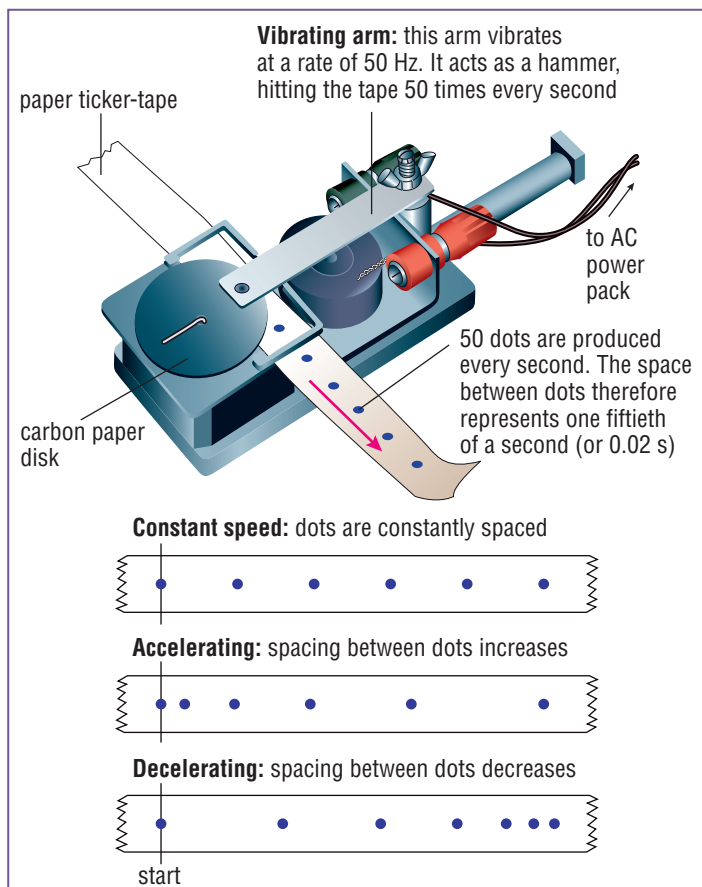 Vibrating arm: this arm vibrates
at a rate of 50 Hz. It acts as a hammer,
hitting the tape 50 times every second
paper ticker-tape
to AC
power
pack
50 dots are produced
every second. The space
between dots therefore
represents one fiftieth
of a second (or 0.02 s)
carbon paper
disk
Constant speed: dots are constantly spaced
Accelerating: spacing between dots increases
Decelerating: spacing between dots decreases
start